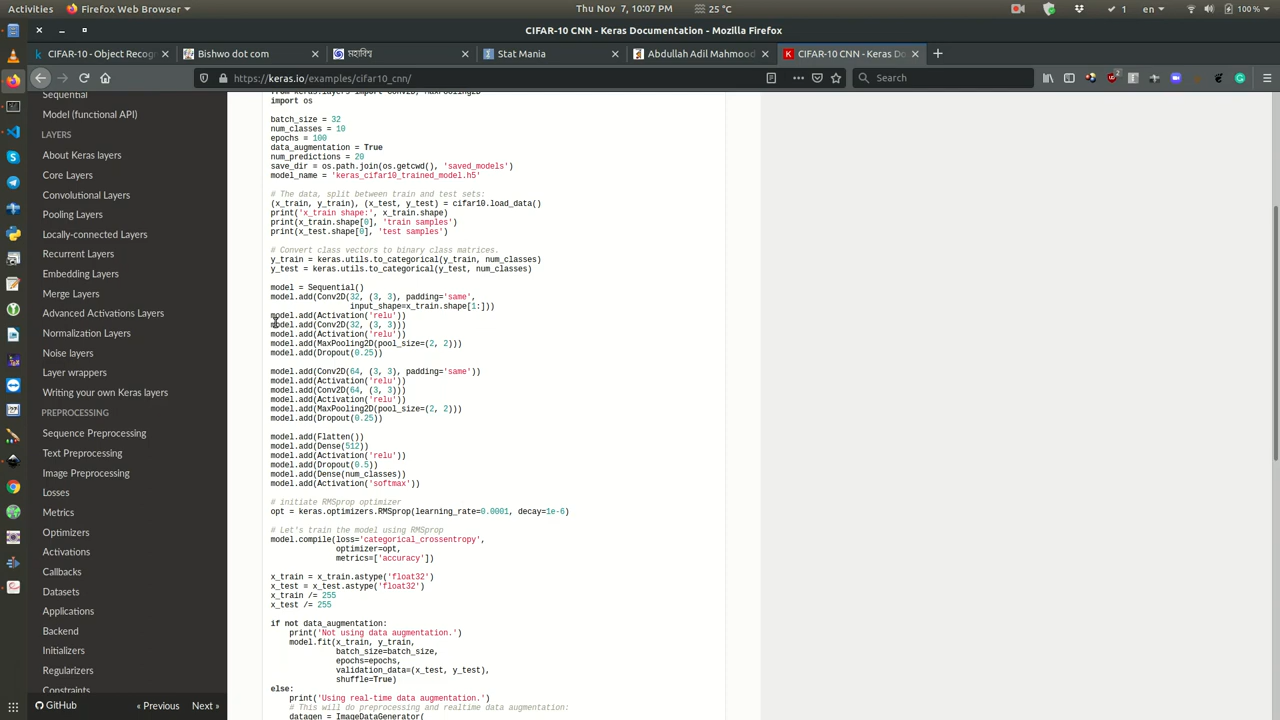 Activities
Firefox Web Browser
Thu Nov 7, 10:07 PM
25 °C
1
en
100 %
CIFAR-10 CNN - Keras Documentation - Mozilla Firefox
CIFAR-10 - Object Recog
Bishwo dot com
মহাবিশ্ব
Stat Mania
Abdullah Adil Mahmood
CIFAR-10 CNN - Keras Do
https://keras.io/examples/cifar10_cnn/
Search
Sequential
Model (functional API)
LAYERS
About Keras layers
Core Layers
Convolutional Layers
Pooling Layers
Locally-connected Layers
Recurrent Layers
Embedding Layers
Merge Layers
Advanced Activations Layers
Normalization Layers
Noise layers
Layer wrappers
Writing your own Keras layers
PREPROCESSING
Sequence Preprocessing
Text Preprocessing
Image Preprocessing
Losses
Metrics
Optimizers
Activations
Callbacks
Datasets
Applications
Backend
Initializers
Regularizers
Constraints
GitHub
« Previous
Next »
from keras.layers import Conv2D, MaxPooling2D
import os
batch_size = 32
num_classes = 10
epochs = 100
data_augmentation = True
num_predictions = 20
save_dir = os.path.join(os.getcwd(), 'saved_models')
model_name = 'keras_cifar10_trained_model.h5'
# The data, split between train and test sets:
(x_train, y_train), (x_test, y_test) = cifar10.load_data()
print('x_train shape:', x_train.shape)
print(x_train.shape[0], 'train samples')
print(x_test.shape[0], 'test samples')
# Convert class vectors to binary class matrices.
y_train = keras.utils.to_categorical(y_train, num_classes)
y_test = keras.utils.to_categorical(y_test, num_classes)
model = Sequential()
model.add(Conv2D(32, (3, 3), padding='same',
input_shape=x_train.shape[1:]))
model.add(Activation('relu'))
model.add(Conv2D(32, (3, 3)))
model.add(Activation('relu'))
model.add(MaxPooling2D(pool_size=(2, 2)))
model.add(Dropout(0.25))
model.add(Conv2D(64, (3, 3), padding='same'))
model.add(Activation('relu'))
model.add(Conv2D(64, (3, 3)))
model.add(Activation('relu'))
model.add(MaxPooling2D(pool_size=(2, 2)))
model.add(Dropout(0.25))
model.add(Flatten())
model.add(Dense(512))
model.add(Activation('relu'))
model.add(Dropout(0.5))
model.add(Dense(num_classes))
model.add(Activation('softmax'))
# initiate RMSprop optimizer
opt = keras.optimizers.RMSprop(learning_rate=0.0001, decay=1e-6)
# Let's train the model using RMSprop
model.compile(loss='categorical_crossentropy',
optimizer=opt,
metrics=['accuracy'])
x_train = x_train.astype('float32')
x_test = x_test.astype('float32')
x_train /= 255
x_test /= 255
if not data_augmentation:
print('Not using data augmentation.')
model.fit(x_train, y_train,
batch_size=batch_size,
epochs=epochs,
validation_data=(x_test, y_test),
shuffle=True)
else:
print('Using real-time data augmentation.')
# This will do preprocessing and realtime data augmentation:
datagen = ImageDataGenerator(